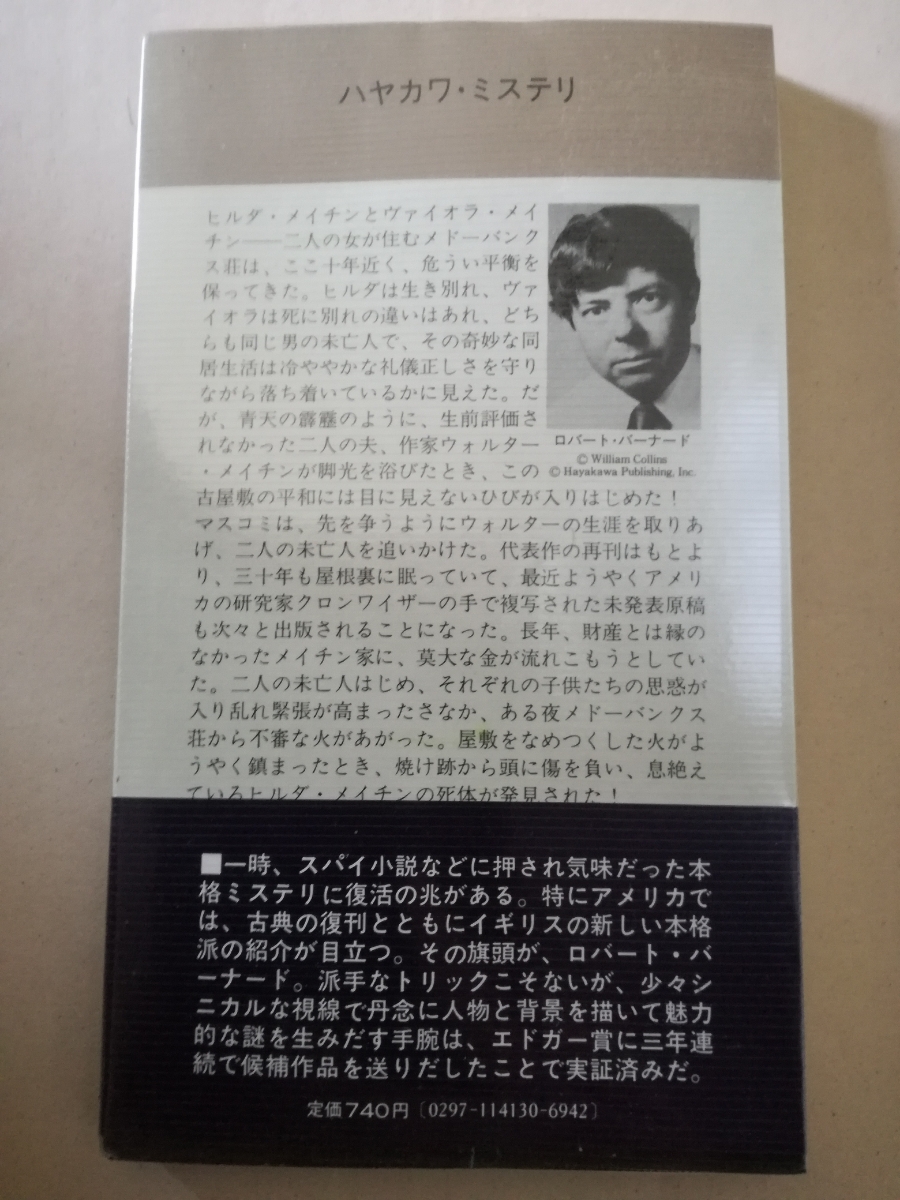 ハヤカワ・ミステリ
ヒルダ・メイチンとヴァイオラ・メイ
チン――二人の女が住むメドーバンク
ス荘は、ここ十年近く、危うい平衡を
保ってきた。ヒルダは生き別れ、ヴァ
イオラは死に別れの違いはあれ、どち
らも同じ男の未亡人で、その奇妙な同
居生活は冷ややかな礼儀正しさを守り
ながら落ち着いているかに見えた。だ
が、青天の霹靂のように、生前評価さ
れなかった二人の夫、作家ウォルター
・メイチンが脚光を浴びたとき、この
古屋敷の平和には目に見えないひびが入りはじめた！
マスコミは、先を争うようにウォルターの生涯を取りあ
げ、二人の未亡人を追いかけた。代表作の再刊はもとよ
り、三十年も屋根裏に眠っていて、最近ようやくアメリ
カの研究家クロンワイザーの手で複写された未発表原稿
も次々と出版されることになった。長年、財産とは縁の
なかったメイチン家に、莫大な金が流れこもうとしてい
た。二人の未亡人はじめ、それぞれの子供たちの思惑が
入り乱れ緊張が高まったさなか、ある夜メドーバンクス
荘から不審な火があがった。屋敷をなめつくした火がよ
うやく鎮まったとき、焼け跡から頭に傷を負い、息絶え
ているヒルダ・メイチンの死体が発見された！
ロバート・バーナード
© William Collins
© Hayakawa Publishing, Inc.
■一時、スパイ小説などに押され気味だった本
格ミステリに復活の兆がある。特にアメリカで
は、古典の復刊とともにイギリスの新しい本格
派の紹介が目立つ。その旗頭が、ロバート・バ
ーナード。派手なトリックこそないが、少々シ
ニカルな視線で丹念に人物と背景を描いて魅力
的な謎を生みだす手腕は、エドガー賞に三年連
続で候補作品を送りだしたことで実証済みだ。
定価740円〔0297-114130-6942〕